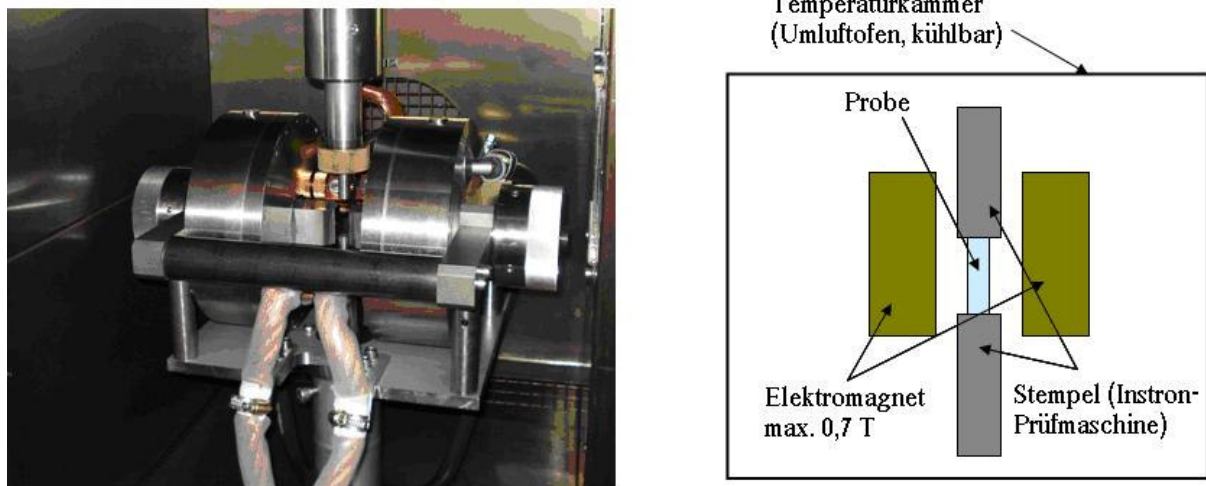 Temperaturkammer
(Umluftofen, kühlbar)
Probe
Elektromagnet
max. 0,7 T
Stempel (Instron-
Prüfmaschine)